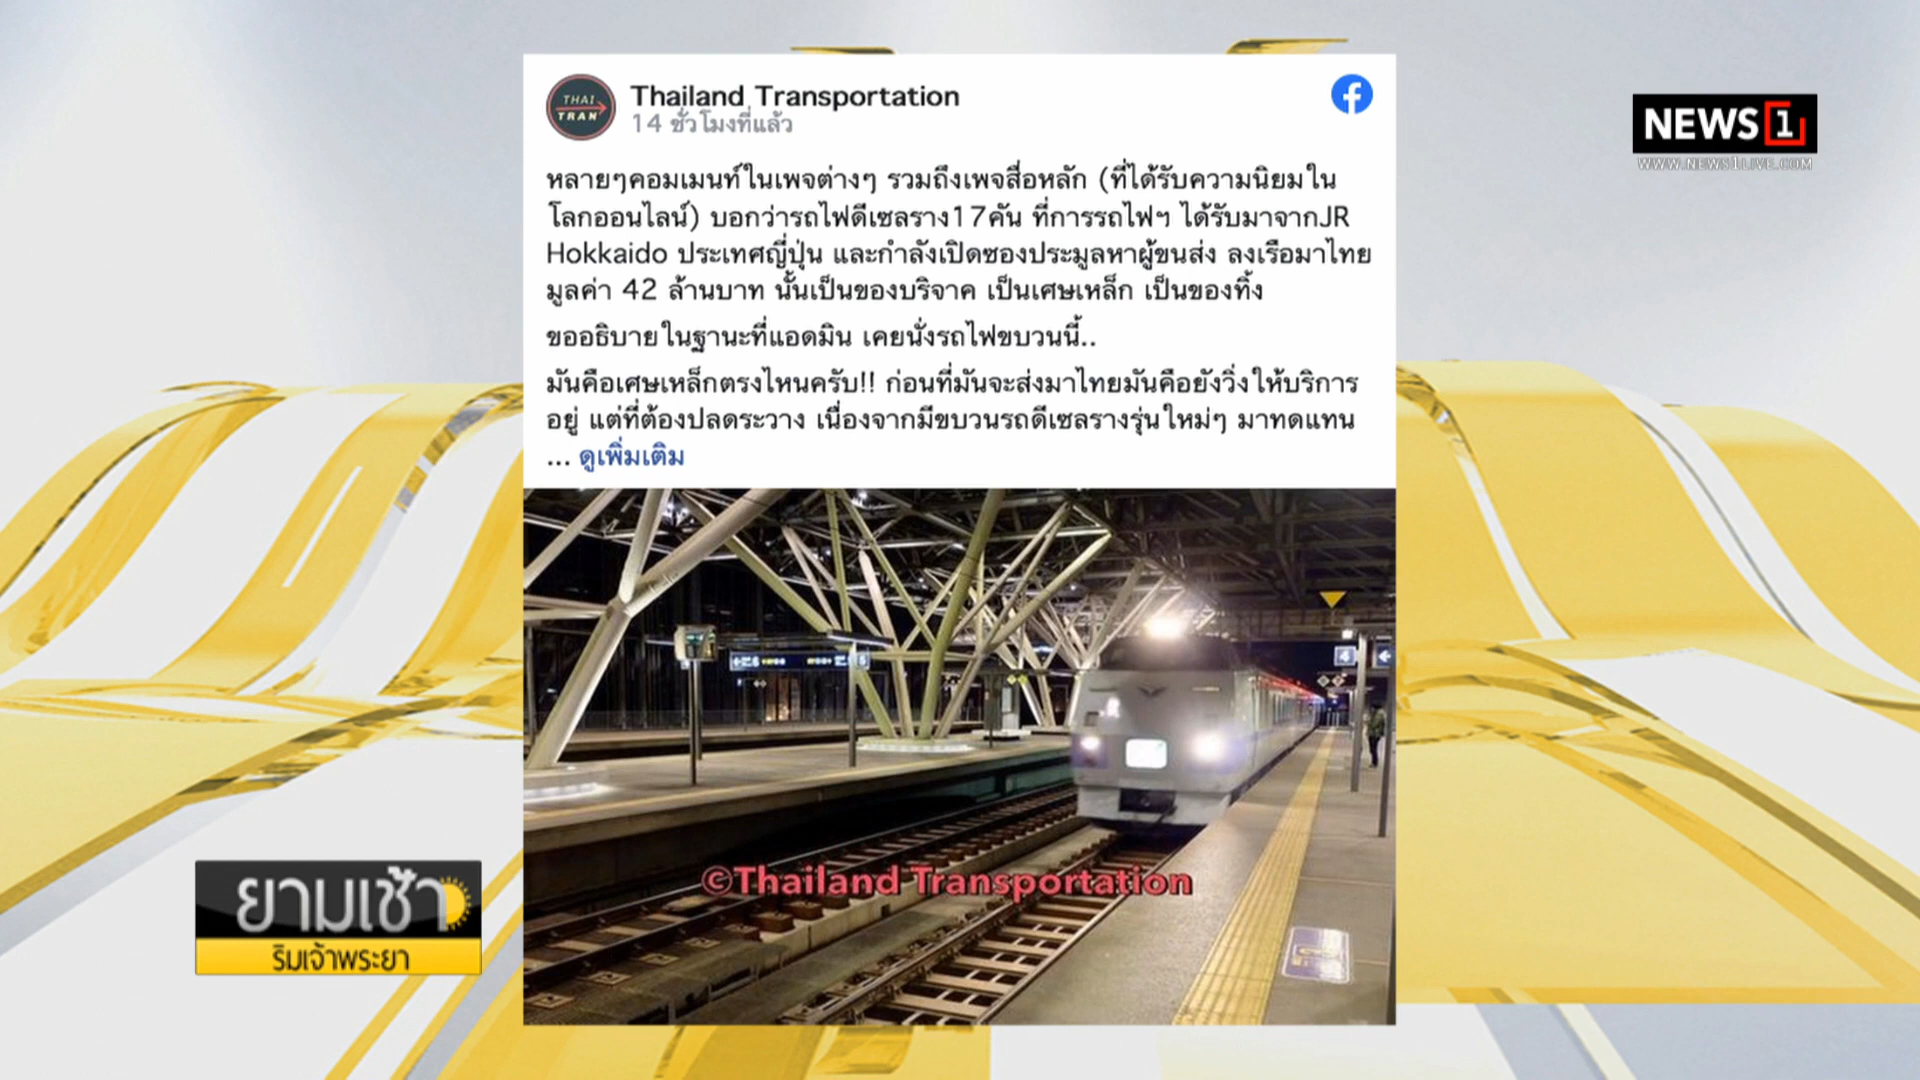 Thailand Transportation
14 ชั่วโมงที่แล้ว
THAI
TRAN
NEWS 1
WWW.NEWS1LIVE.COM
หลายๆคอมเมนท์ในเพจต่างๆ รวมถึงเพจสื่อหลัก (ที่ได้รับความนิยมใน
โลกออนไลน์) บอกว่ารถไฟดีเซลราง17คัน ที่การรถไฟฯ ได้รับมาจากJR
Hokkaido ประเทศญี่ปุ่น และกำลังเปิดซองประมูลหาผู้ขนส่ง ลงเรือมาไทย
มูลค่า 42 ล้านบาท นั้นเป็นของบริจาค เป็นเศษเหล็ก เป็นของทิ้ง
ขออธิบายในฐานะที่แอดมิน เคยนั่งรถไฟขบวนนี้..
มันคือเศษเหล็กตรงไหนครับ!! ก่อนที่มันจะส่งมาไทยมันคือยังวิ่งให้บริการ
อยู่ แต่ที่ต้องปลดระวาง เนื่องจากมีขบวนรถดีเซลรางรุ่นใหม่ๆ มาทดแทน
... ดูเพิ่มเติม
4
5
©Thailand Transportation
ยามเช้า
ริมเจ้าพระยา